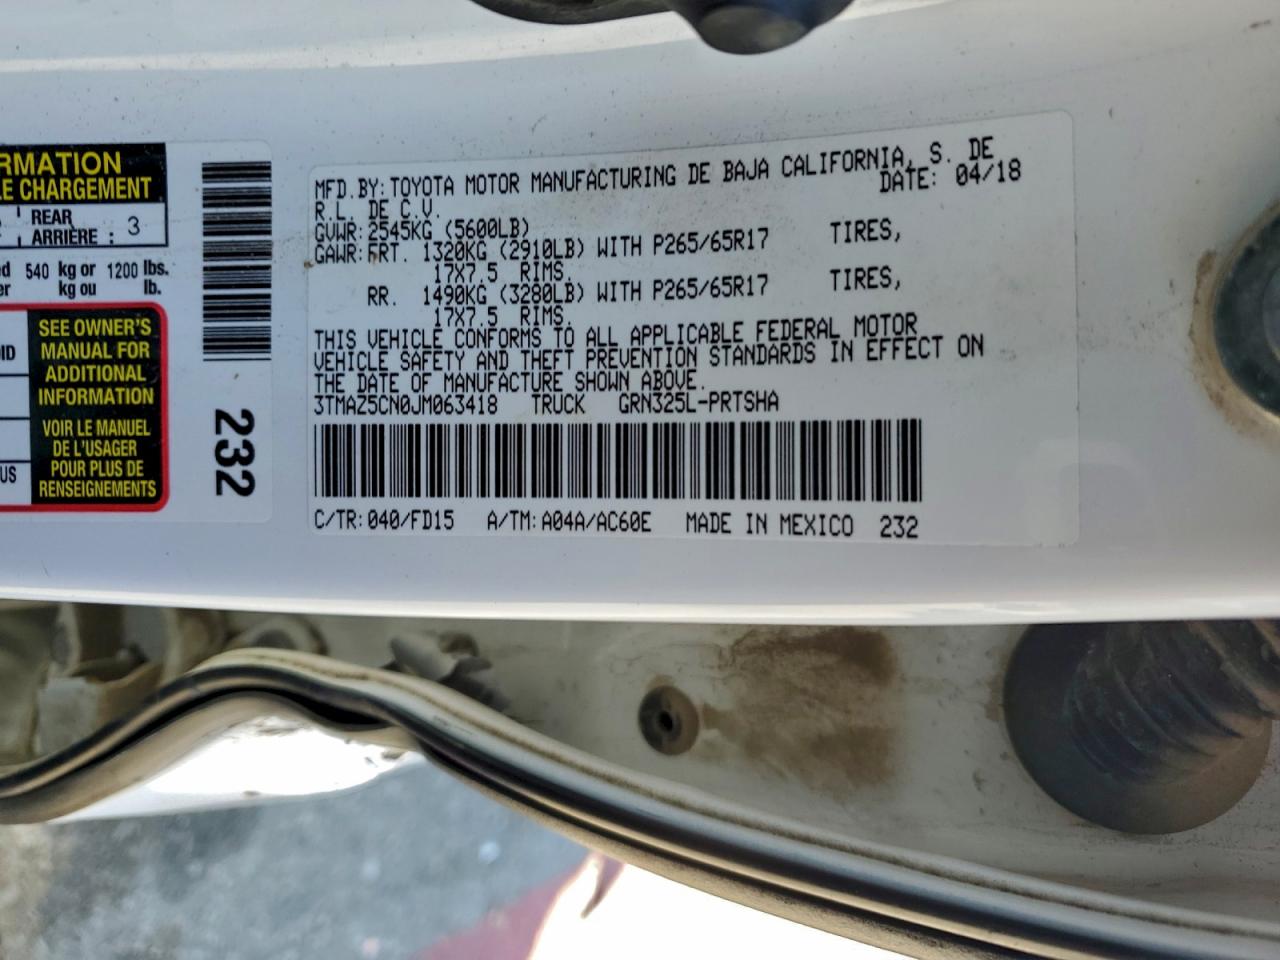 RMATION
E CHARGEMENT
REAR
ARRIÈRE : 3
540 kg or 1200 lbs.
kg ou lb.
SEE OWNER'S
MANUAL FOR
ADDITIONAL
INFORMATION
VOIR LE MANUEL
DE L'USAGER
POUR PLUS DE
RENSEIGNEMENTS
US
232
MFD.BY:TOYOTA MOTOR MANUFACTURING DE BAJA CALIFORNIA, S. DE
R.L. DE C.V. DATE: 04/18
GVWR:2545KG (5600LB)
GAWR:FRT. 1320KG (2910LB) WITH P265/65R17 TIRES,
17X7.5 RIMS,
RR. 1490KG (3280LB) WITH P265/65R17 TIRES,
17X7.5 RIMS,
THIS VEHICLE CONFORMS TO ALL APPLICABLE FEDERAL MOTOR
VEHICLE SAFETY AND THEFT PREVENTION STANDARDS IN EFFECT ON
THE DATE OF MANUFACTURE SHOWN ABOVE.
3TMAZ5CN0JM063418 TRUCK GRN325L-PRTSHA
C/TR:040/FD15 A/TM:A04A/AC60E MADE IN MEXICO 232